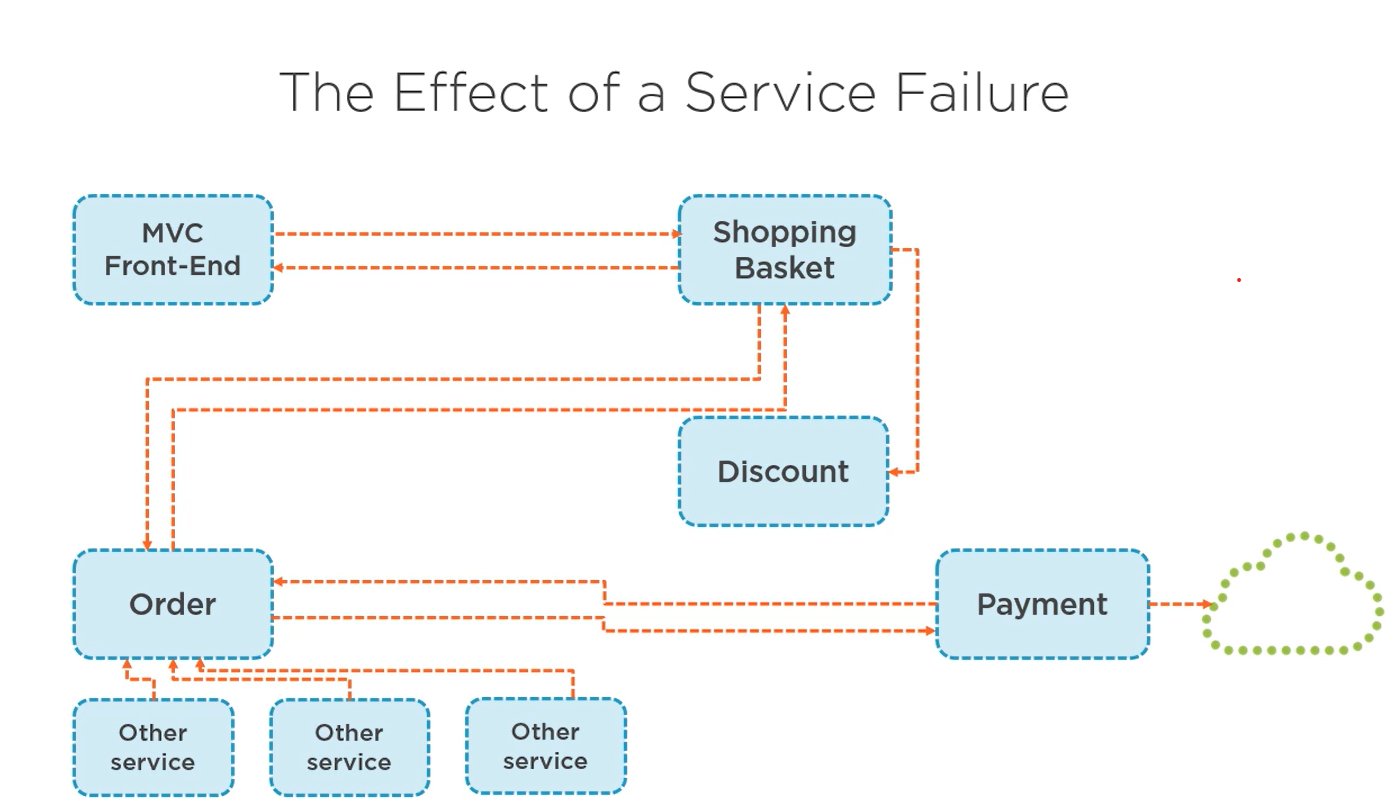 The Effect of a Service Failure
MVC
Front-End
Shopping
Basket
Discount
Order
Payment
Other
service
Other
service
Other
service